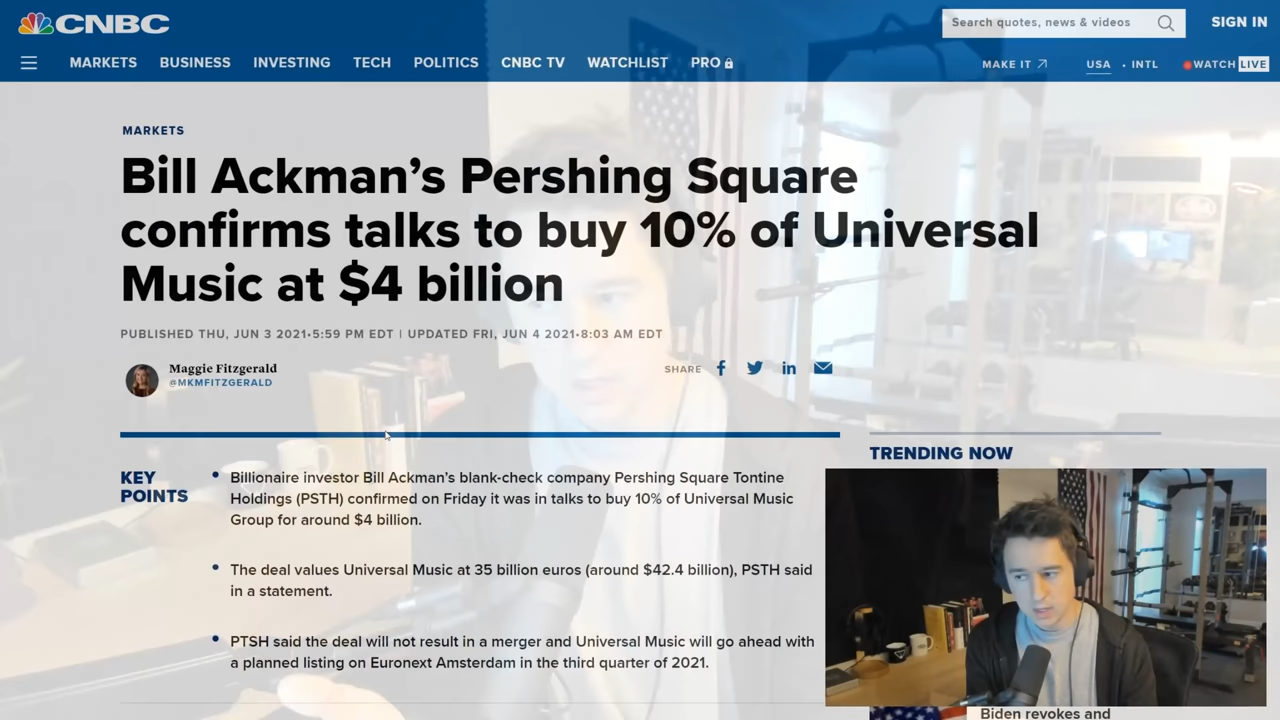 CNBC
Search quotes, news & videos
SIGN IN
MARKETS BUSINESS INVESTING TECH POLITICS CNBC TV WATCHLIST PRO
MAKE IT USA • INTL WATCH LIVE
MARKETS
Bill Ackman’s Pershing Square
confirms talks to buy 10% of Universal
Music at $4 billion
PUBLISHED THU, JUN 3 2021•5:59 PM EDT | UPDATED FRI, JUN 4 2021•8:03 AM EDT
Maggie Fitzgerald
@MKMFITZGERALD
SHARE
KEY
POINTS
• Billionaire investor Bill Ackman’s blank-check company Pershing Square Tontine
Holdings (PSTH) confirmed on Friday it was in talks to buy 10% of Universal Music
Group for around $4 billion.
• The deal values Universal Music at 35 billion euros (around $42.4 billion), PSTH said
in a statement.
• PTSH said the deal will not result in a merger and Universal Music will go ahead with
a planned listing on Euronext Amsterdam in the third quarter of 2021.
TRENDING NOW
Biden revokes and